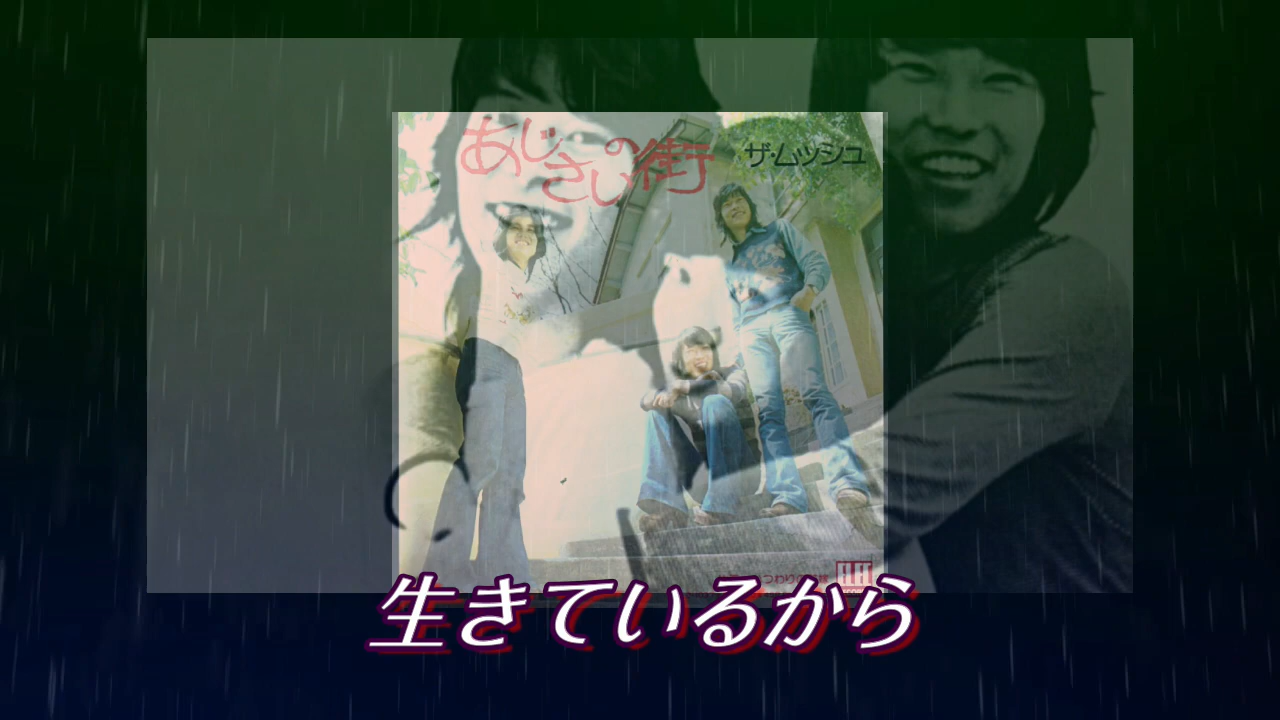 あじさいの街
ザ・ムッシュ
生きているから